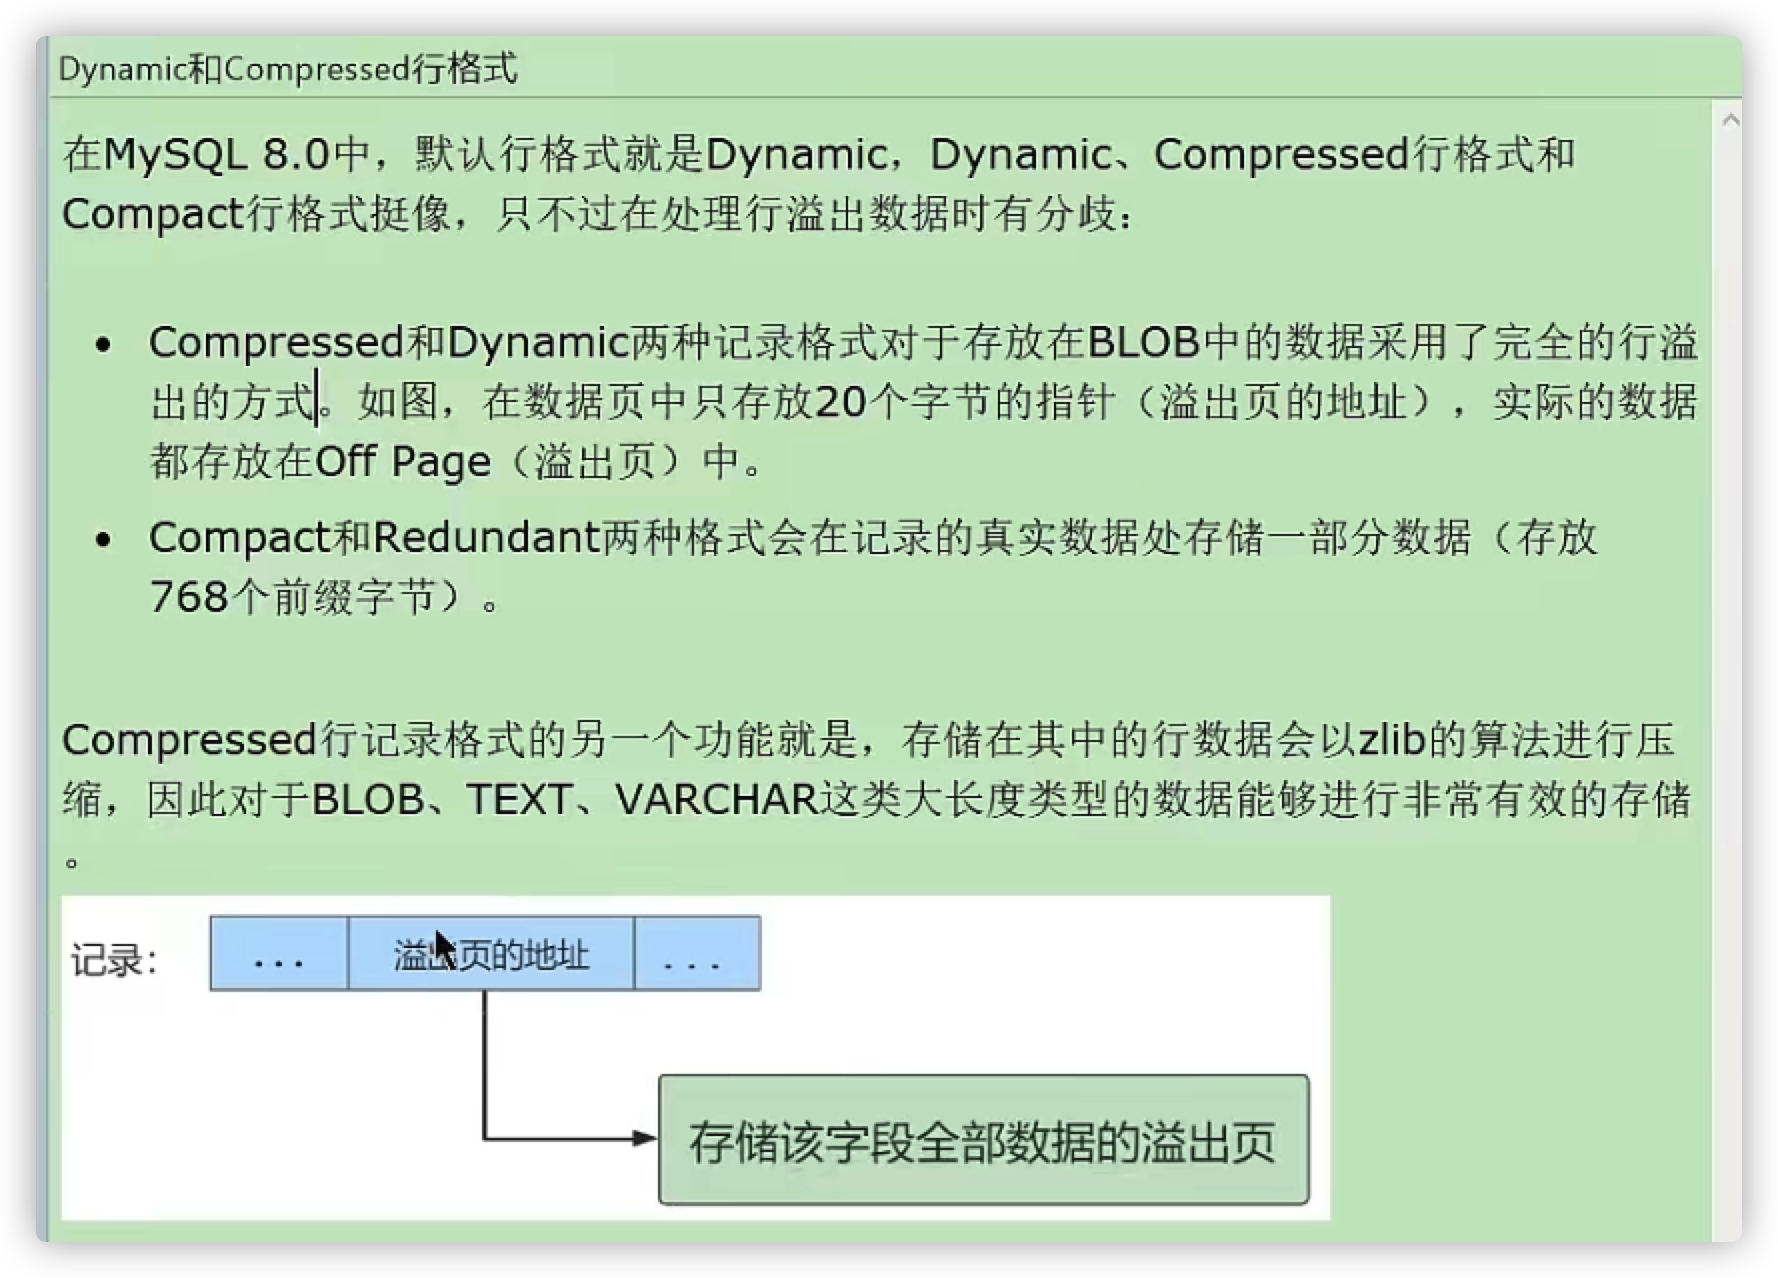 Dynamic和Compressed行格式
在MySQL 8.0中，默认行格式就是Dynamic，Dynamic、Compressed行格式和
Compact行格式挺像，只不过在处理行溢出数据时有分歧：
• Compressed和Dynamic两种记录格式对于存放在BLOB中的数据采用了完全的行溢
出的方式。如图，在数据页中只存放20个字节的指针（溢出页的地址），实际的数据
都存放在Off Page（溢出页）中。
• Compact和Redundant两种格式会在记录的真实数据处存储一部分数据（存放
768个前缀字节）。
Compressed行记录格式的另一个功能就是，存储在其中的行数据会以zlib的算法进行压
缩，因此对于BLOB、TEXT、VARCHAR这类大长度类型的数据能够进行非常有效的存储
。
记录： ... 溢出页的地址 ...
存储该字段全部数据的溢出页